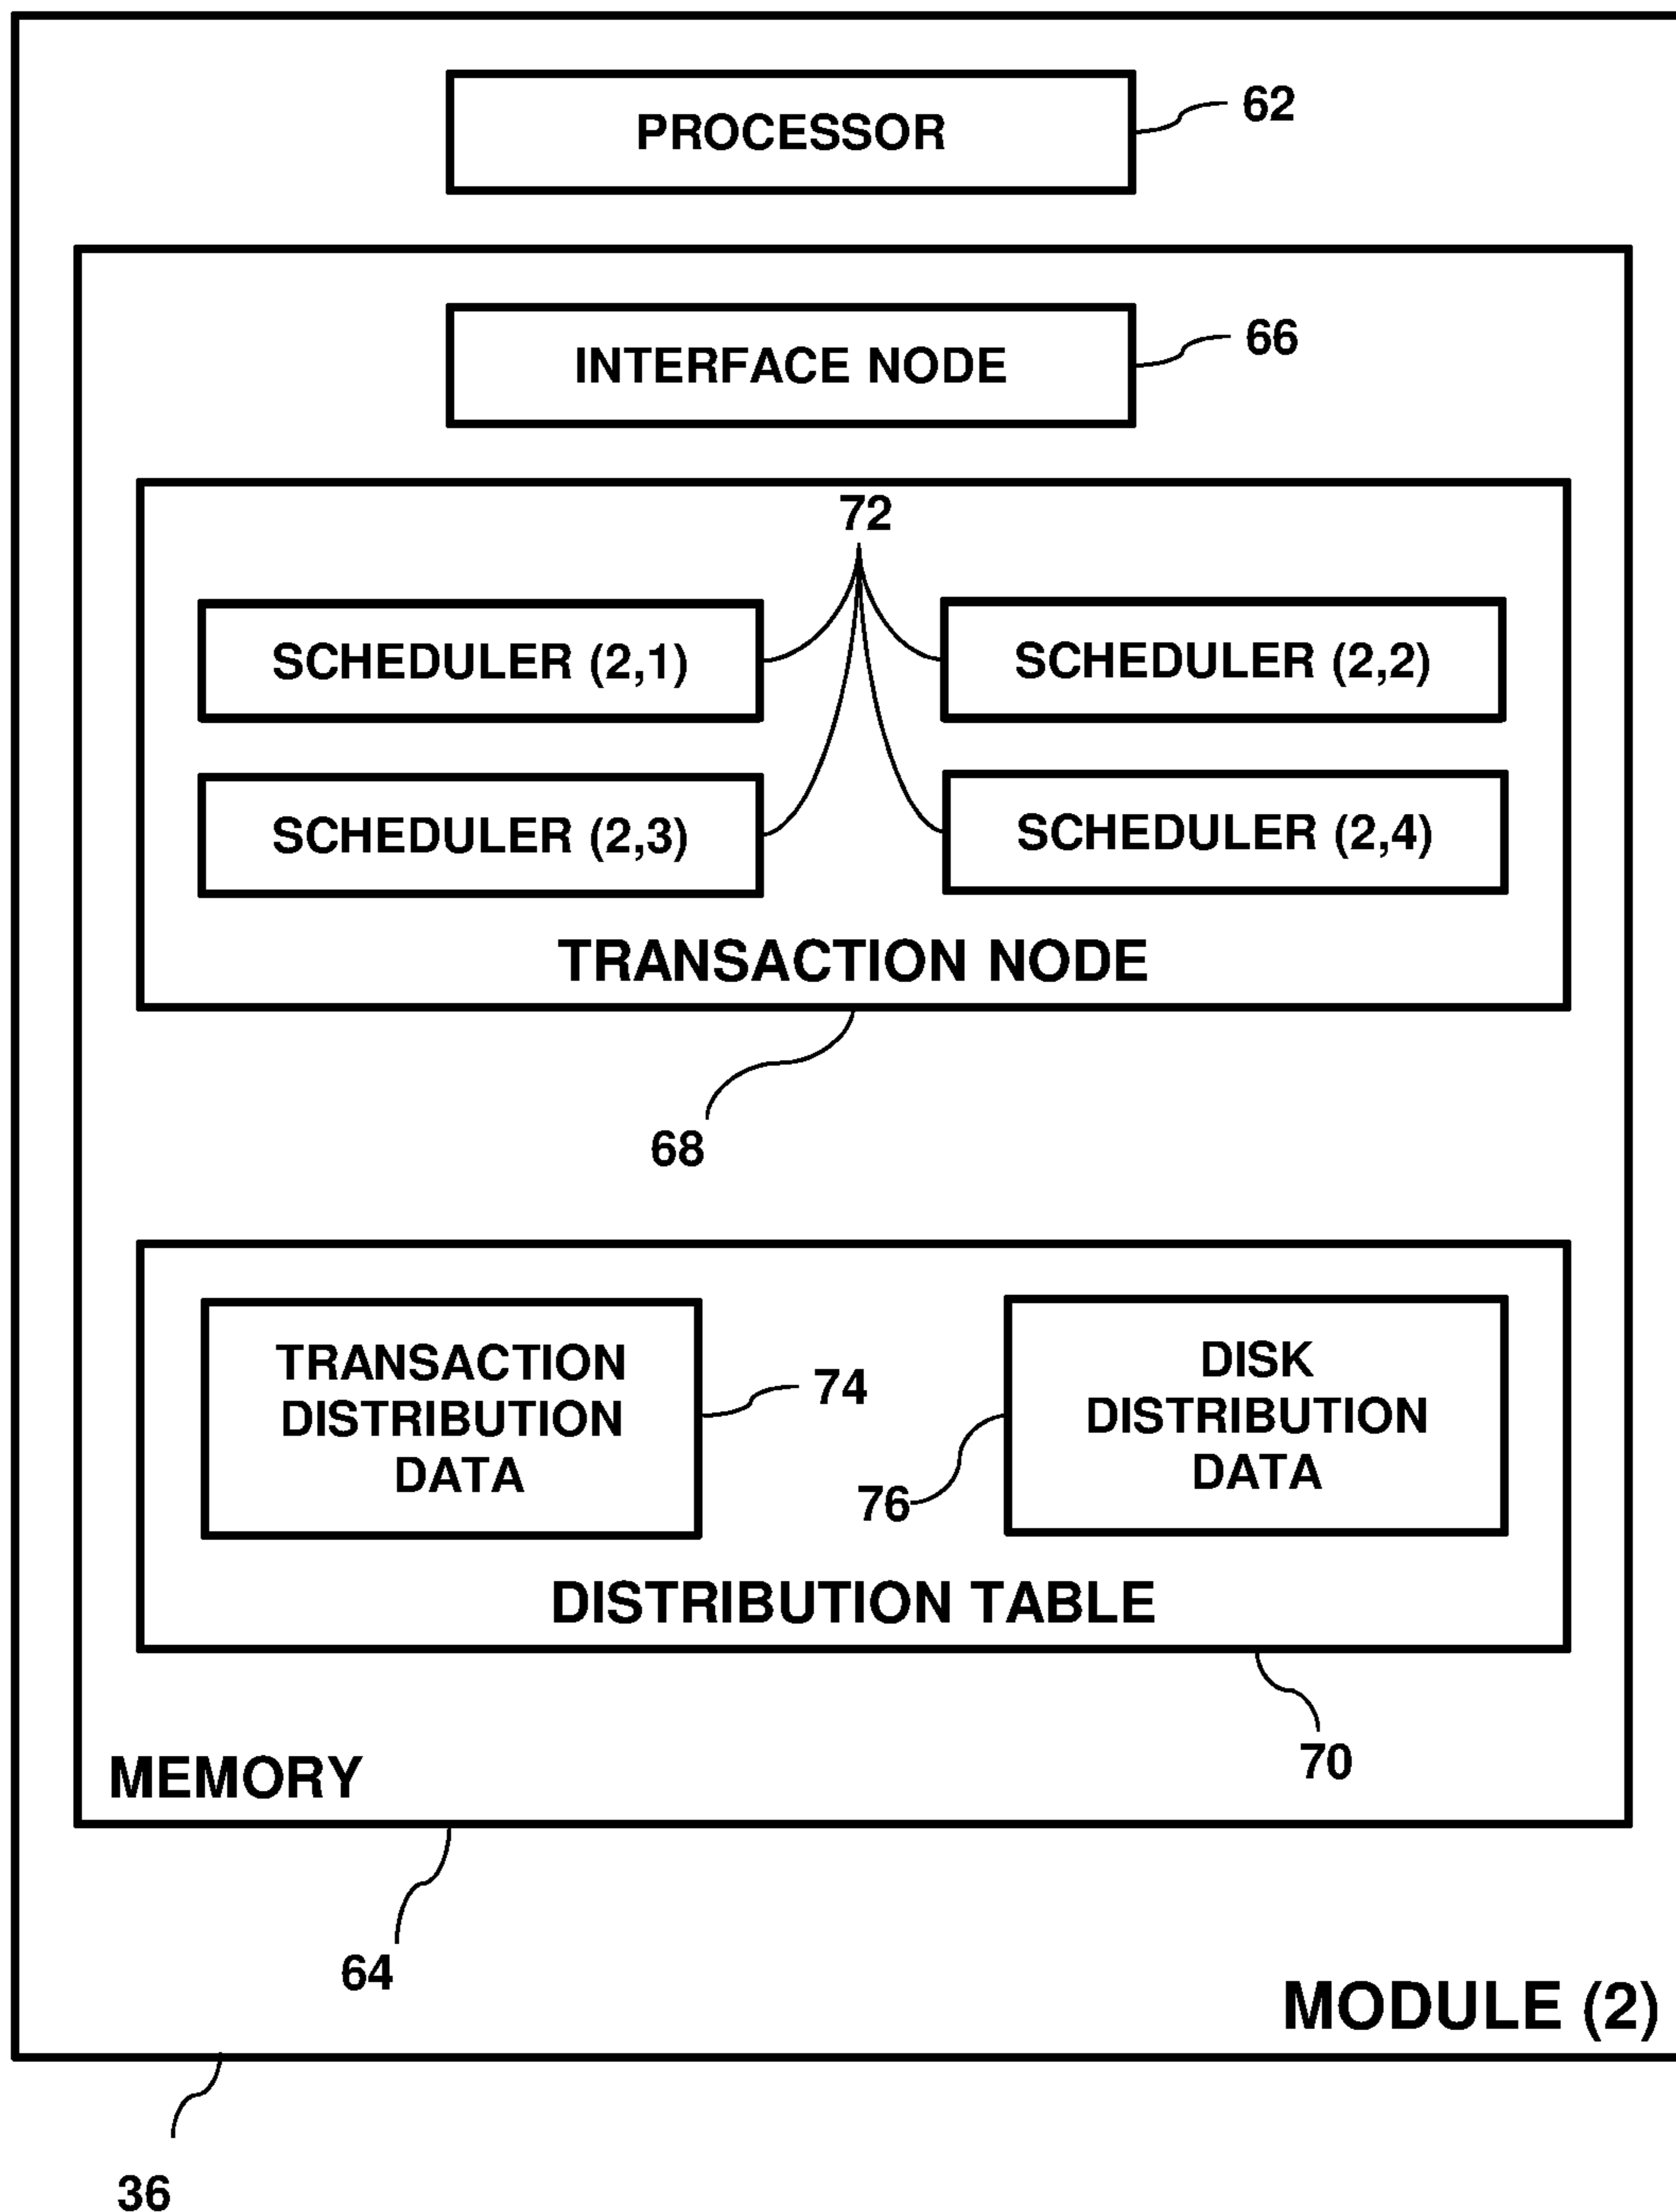 PROCESSOR
62
INTERFACE NODE
66
72
SCHEDULER (2,1)
SCHEDULER (2,2)
SCHEDULER (2,3)
SCHEDULER (2,4)
TRANSACTION NODE
68
TRANSACTION
DISTRIBUTION
DATA
74
DISK
DISTRIBUTION
DATA
76
DISTRIBUTION TABLE
70
MEMORY
64
MODULE (2)
36